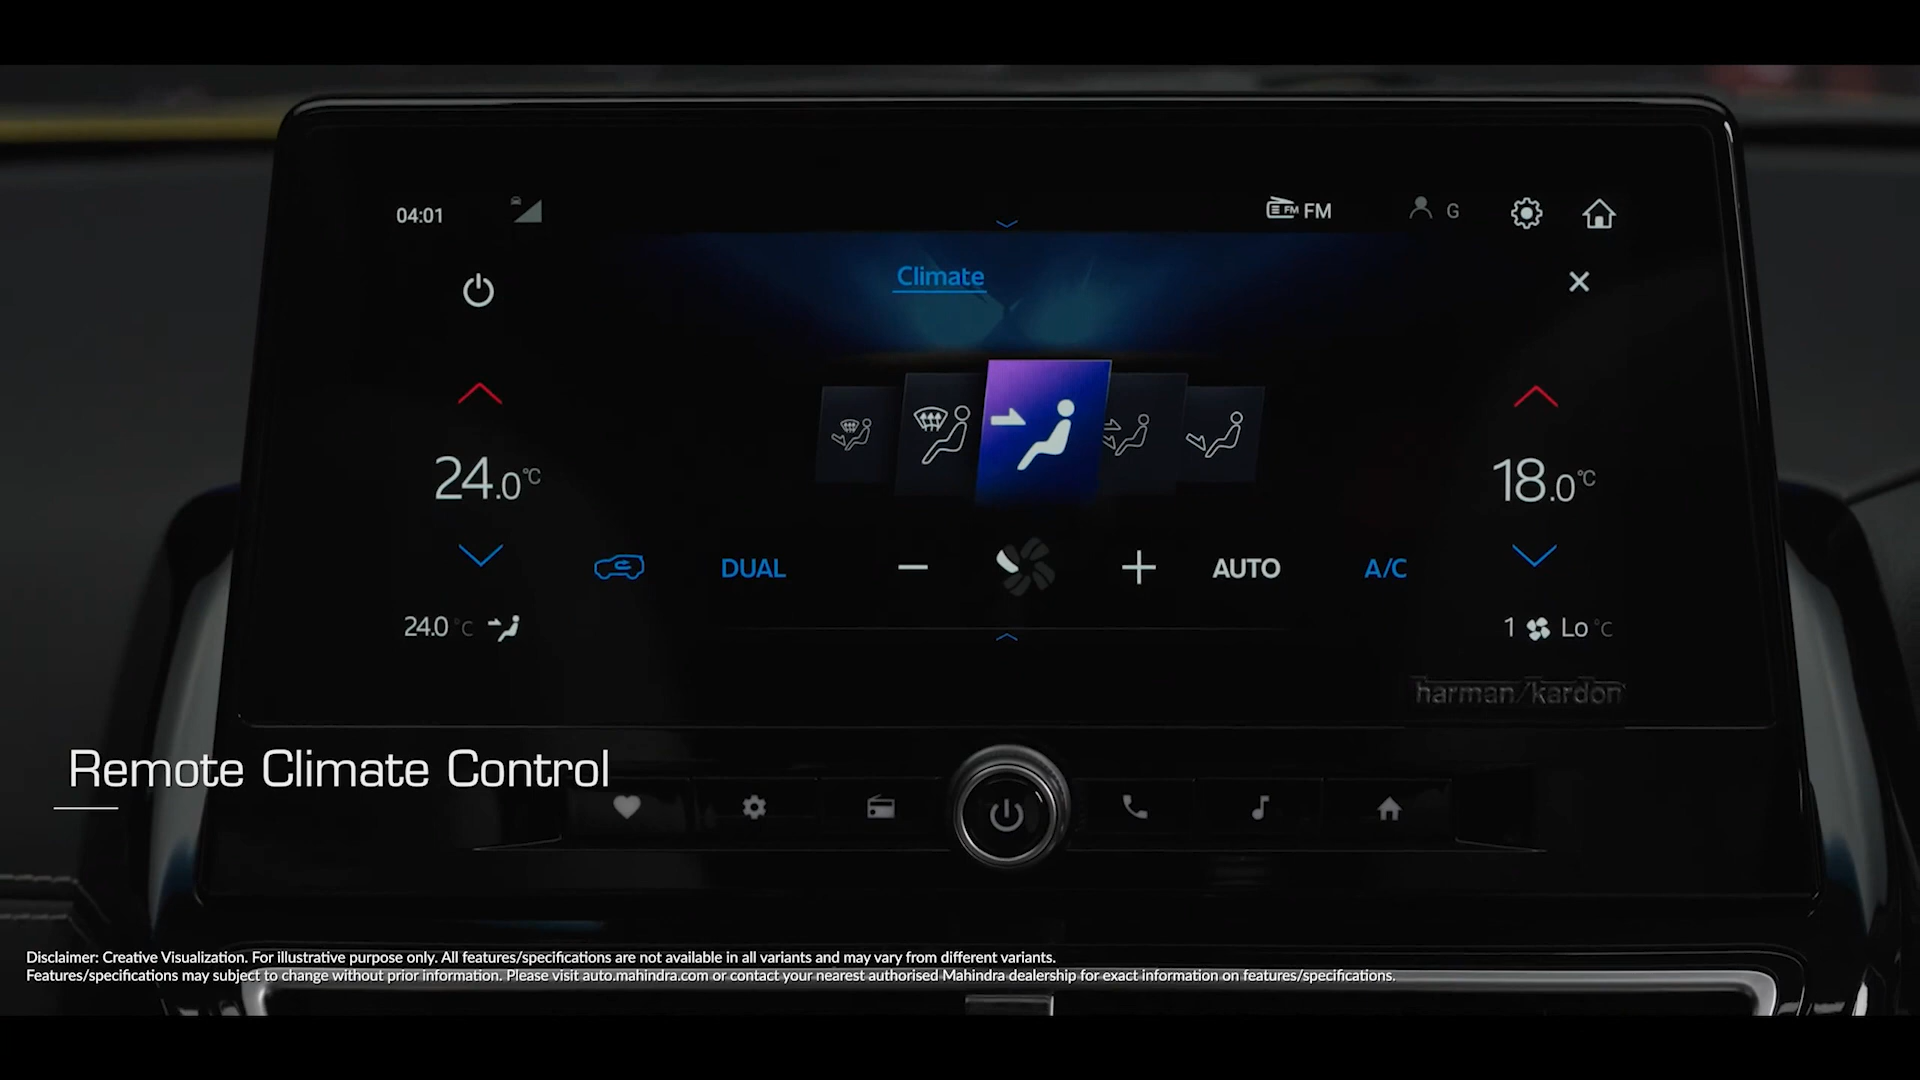 04:01
FM FM
G
Climate
24.0°C
18.0°C
DUAL
AUTO
A/C
24.0°C
1
Lo°C
harman/kardon
Remote Climate Control
Disclaimer: Creative Visualization. For illustrative purpose only. All features/specifications are not available in all variants and may vary from different variants.
Features/specifications may subject to change without prior information. Please visit auto.mahindra.com or contact your nearest authorised Mahindra dealership for exact information on features/specifications.